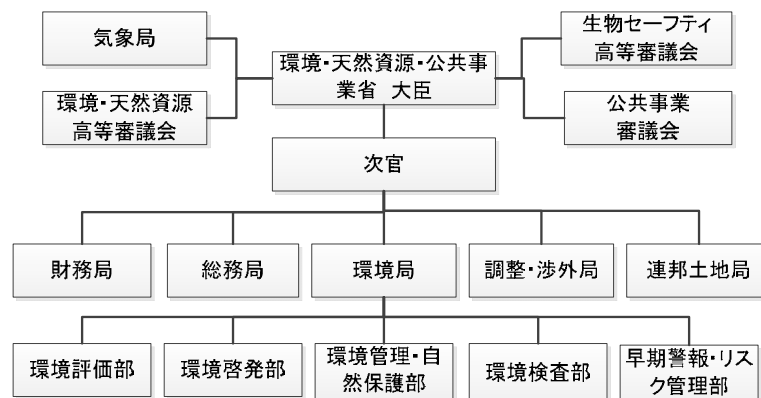 気象局
環境・天然資源
高等審議会
環境・天然資源・公共事
業省 大臣
生物セーフティ
高等審議会
公共事業
審議会
次官
財務局
総務局
環境局
調整・渉外局
連邦土地局
環境評価部
環境啓発部
環境管理・自
然保護部
環境検査部
早期警報・リス
ク管理部